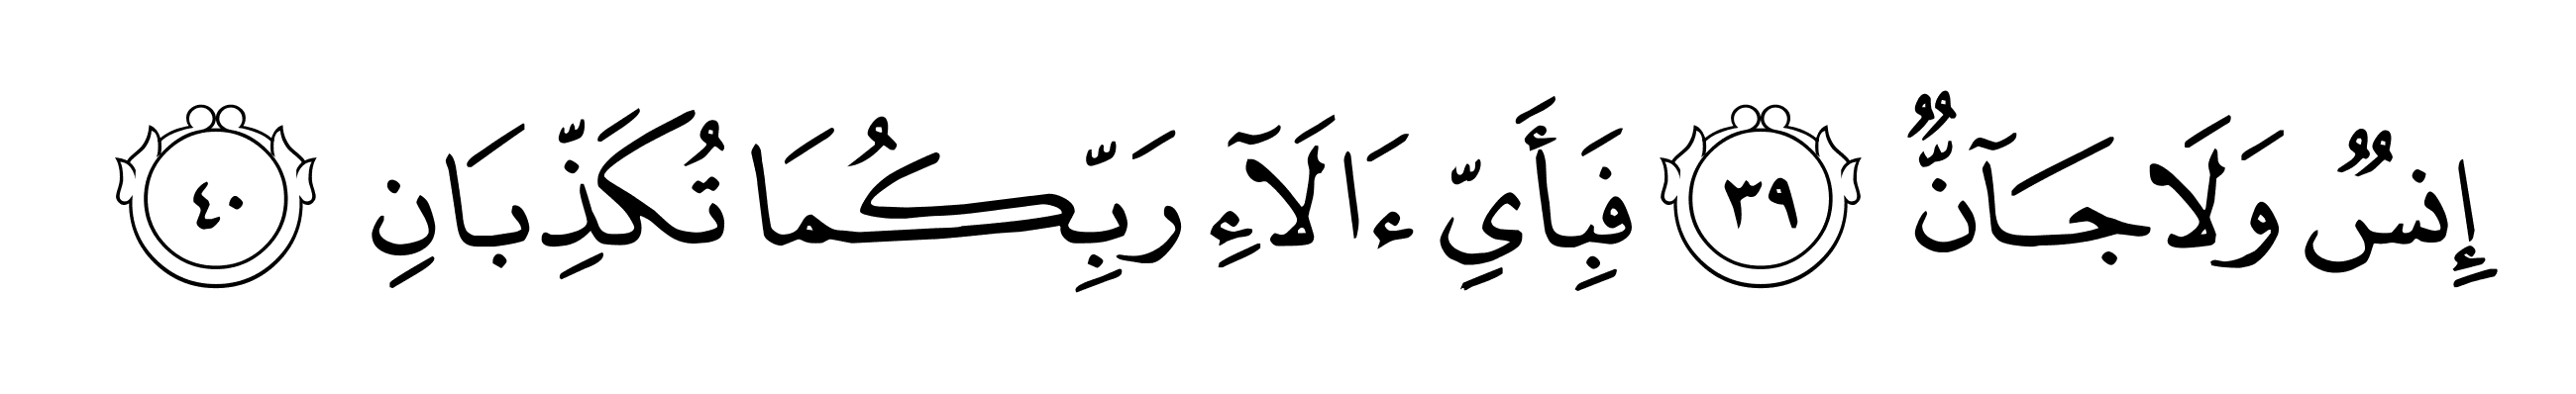 إِنسٌ وَلَا جَآنٌّ ٣٩ فَبِأَيِّ ءَالَآءِ رَبِّكُمَا تُكَذِّبَانِ ٤٠